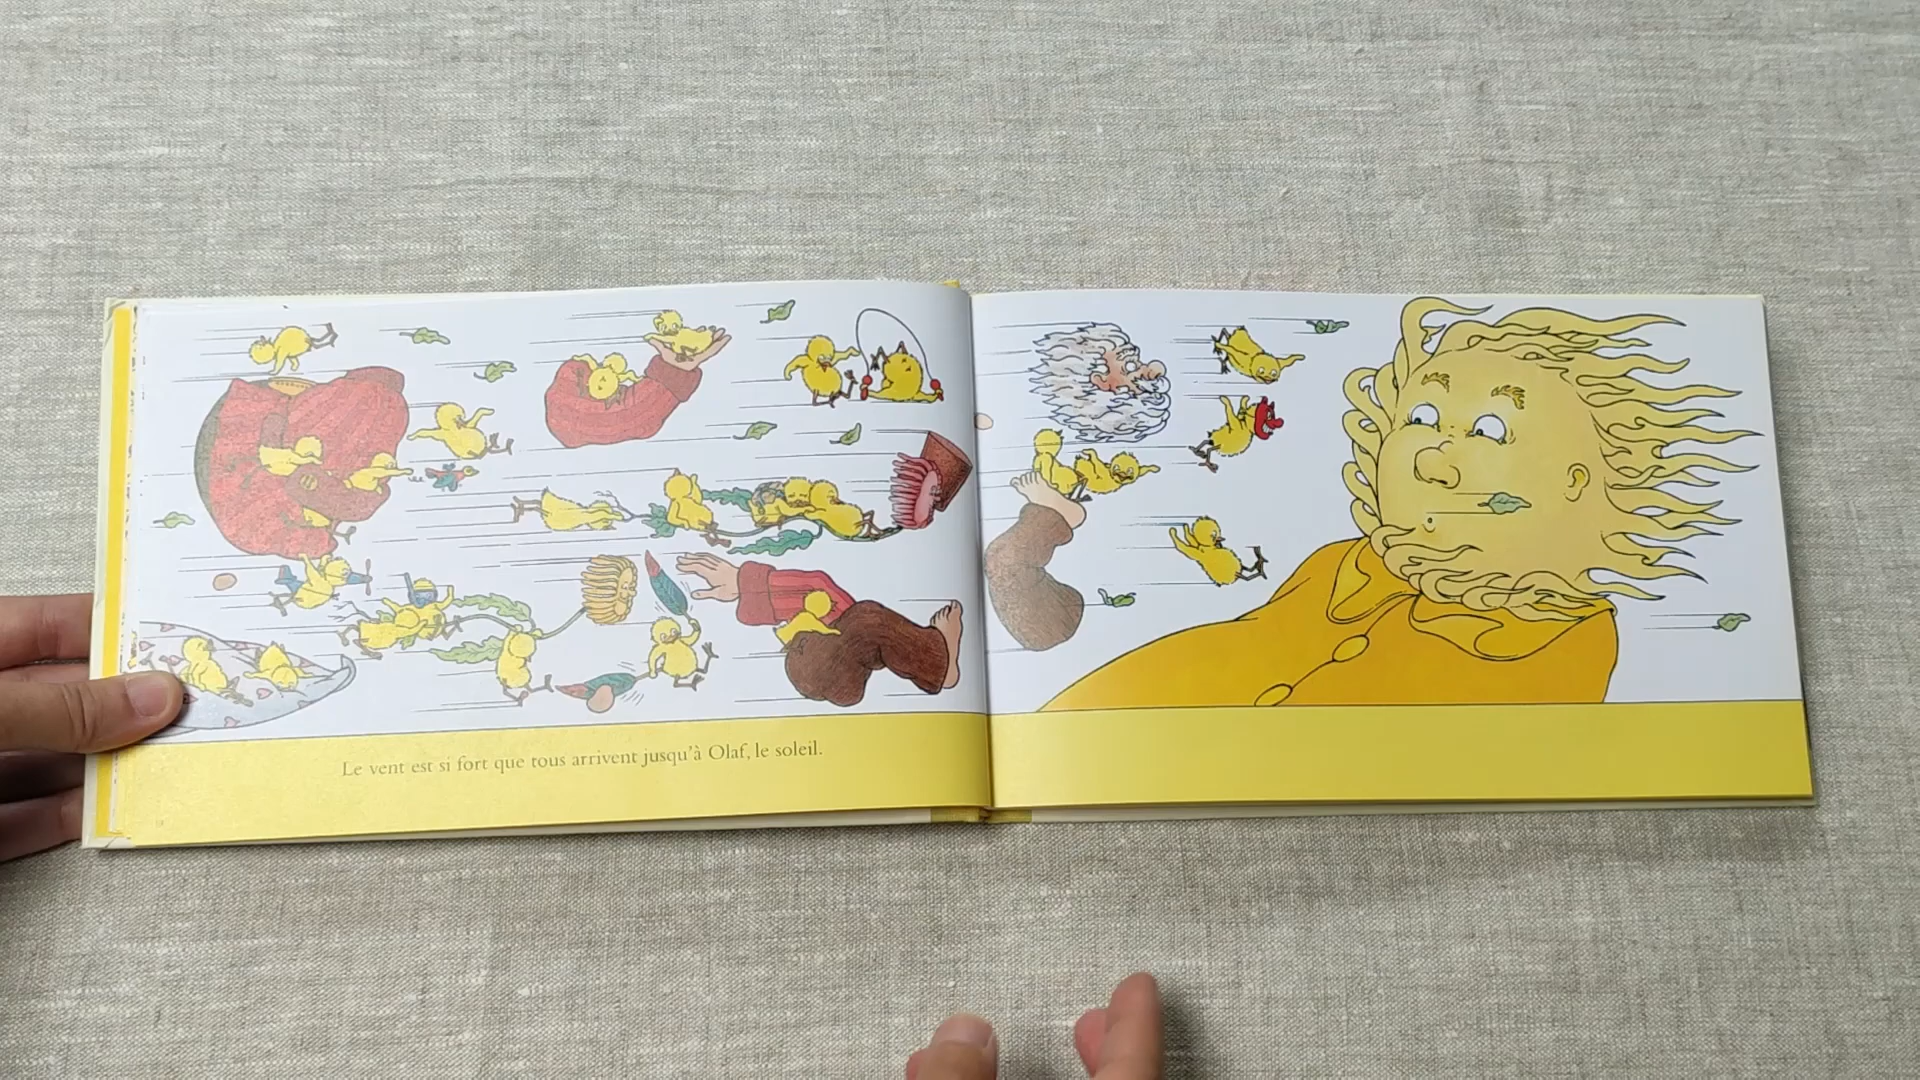 Le vent est si fort que tous arrivent jusqu'à Olaf, le soleil.